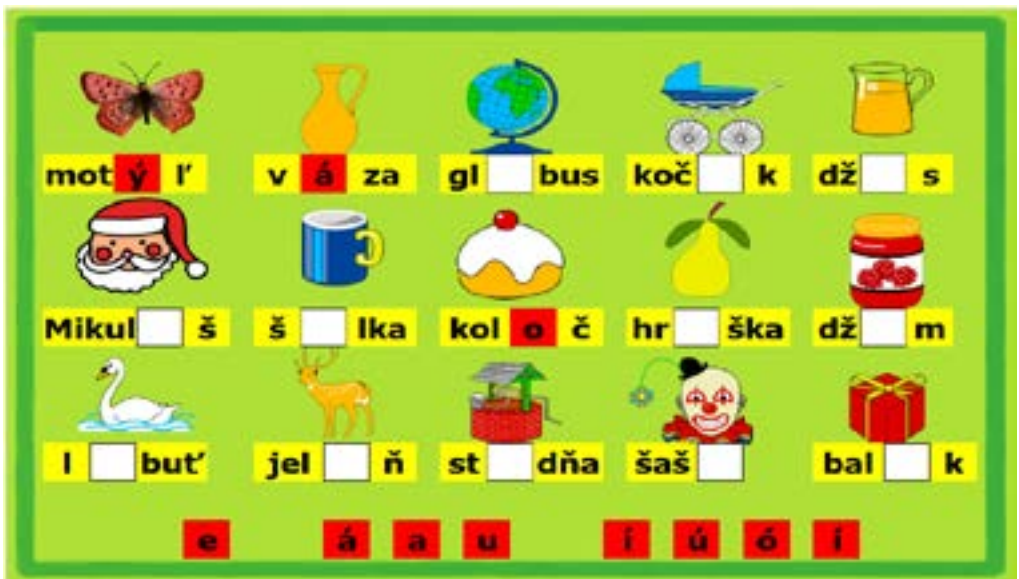 mot ý ľ v á za gl bus koč k dž s
Mikul š š lka kol o č hr ška dž m
l buť jel ň st dňa šaš bal k
e á a u í ú ó í